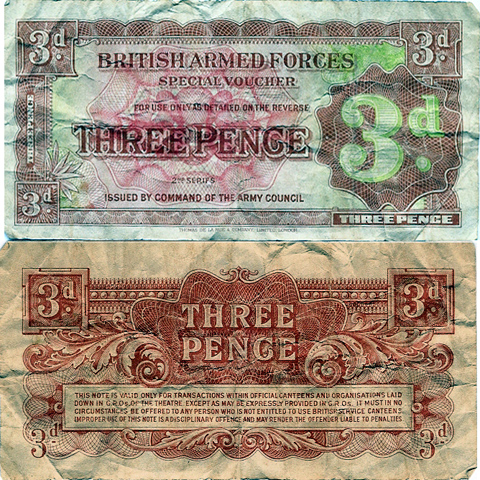 3d
3d
BRITISH ARMED FORCES
SPECIAL VOUCHER
FOR USE ONLY AS DETAILED ON THE REVERSE
THREE PENCE
3d
THREE PENCE
2ND SERIES
ISSUED BY COMMAND OF THE ARMY COUNCIL
3d
THREE PENCE
THOMAS DE LA RUE & COMPANY, LIMITED, LONDON.
3d
3d
THREE
PENCE
THIS NOTE IS VALID ONLY FOR TRANSACTIONS WITHIN OFFICIAL CANTEENS AND ORGANISATIONS LAID
DOWN IN G.R.Os. OF THE THEATRE. EXCEPT AS MAY BE EXPRESSLY PROVIDED IN G.R.Os. IT MUST IN NO
CIRCUMSTANCES BE OFFERED TO ANY PERSON WHO IS NOT ENTITLED TO USE BRITISH SERVICE CANTEENS
IMPROPER USE OF THIS NOTE IS A DISCIPLINARY OFFENCE AND MAY RENDER THE OFFENDER LIABLE TO PENALTIES
3d
3d